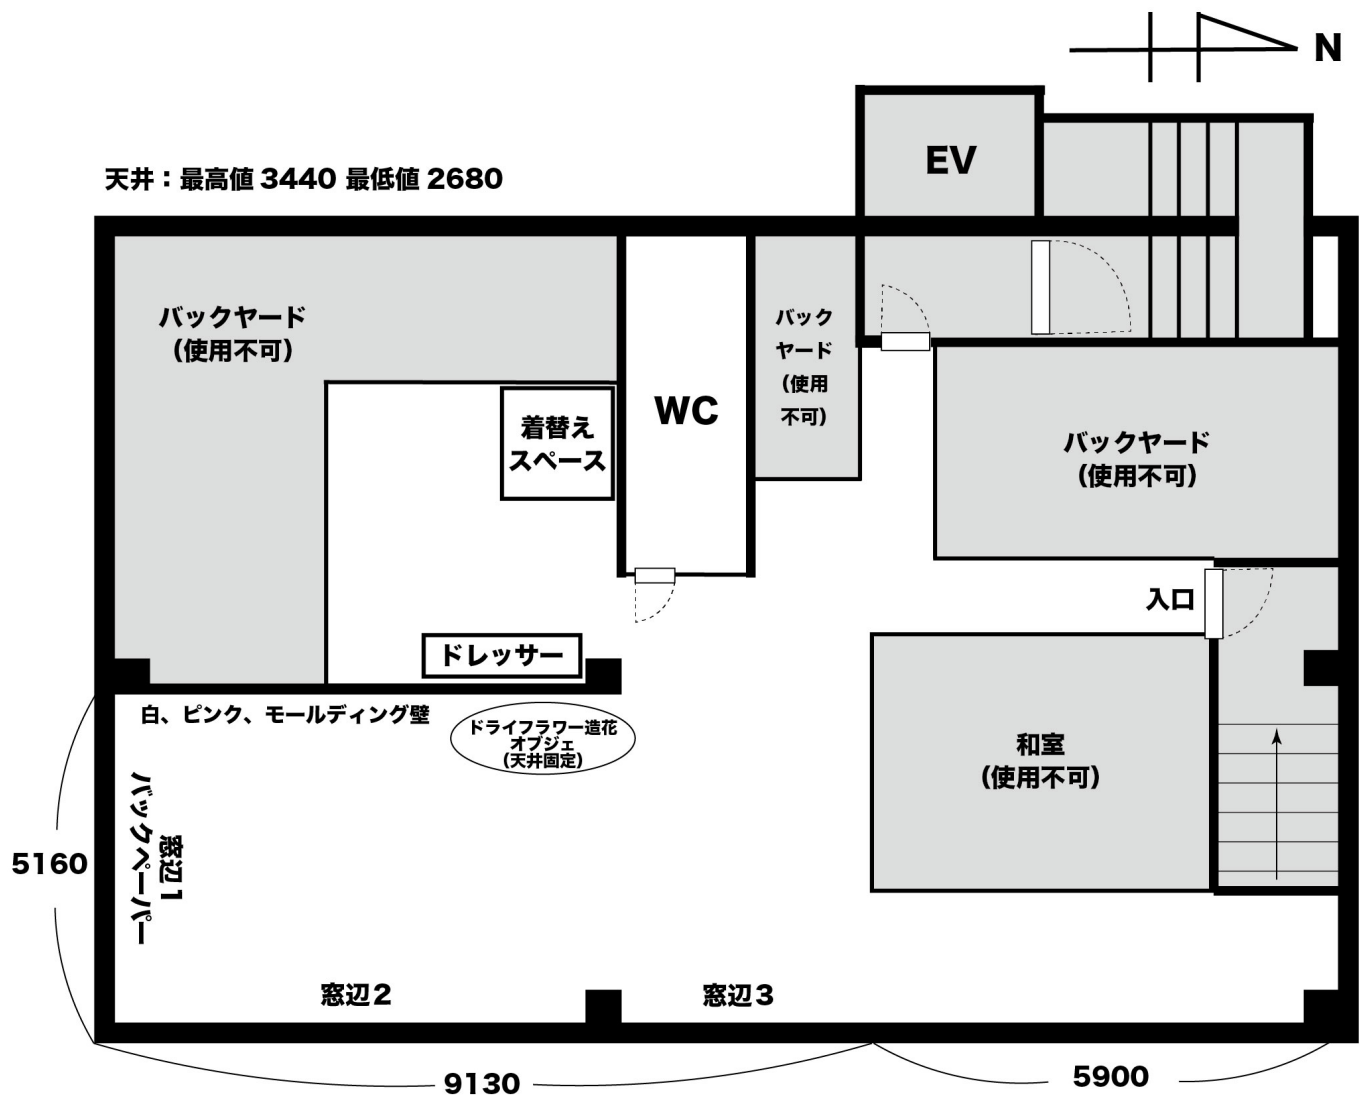 N
EV
天井：最高値 3440 最低値 2680
バックヤード
（使用不可）
着替え
スペース
WC
バック
ヤード
（使用
不可）
バックヤード
（使用不可）
入口
ドレッサー
白、ピンク、モールディング壁
ドライフラワー造花
オブジェ
（天井固定）
和室
（使用不可）
窓辺1
バックペーパー
5160
窓辺2
窓辺3
9130
5900